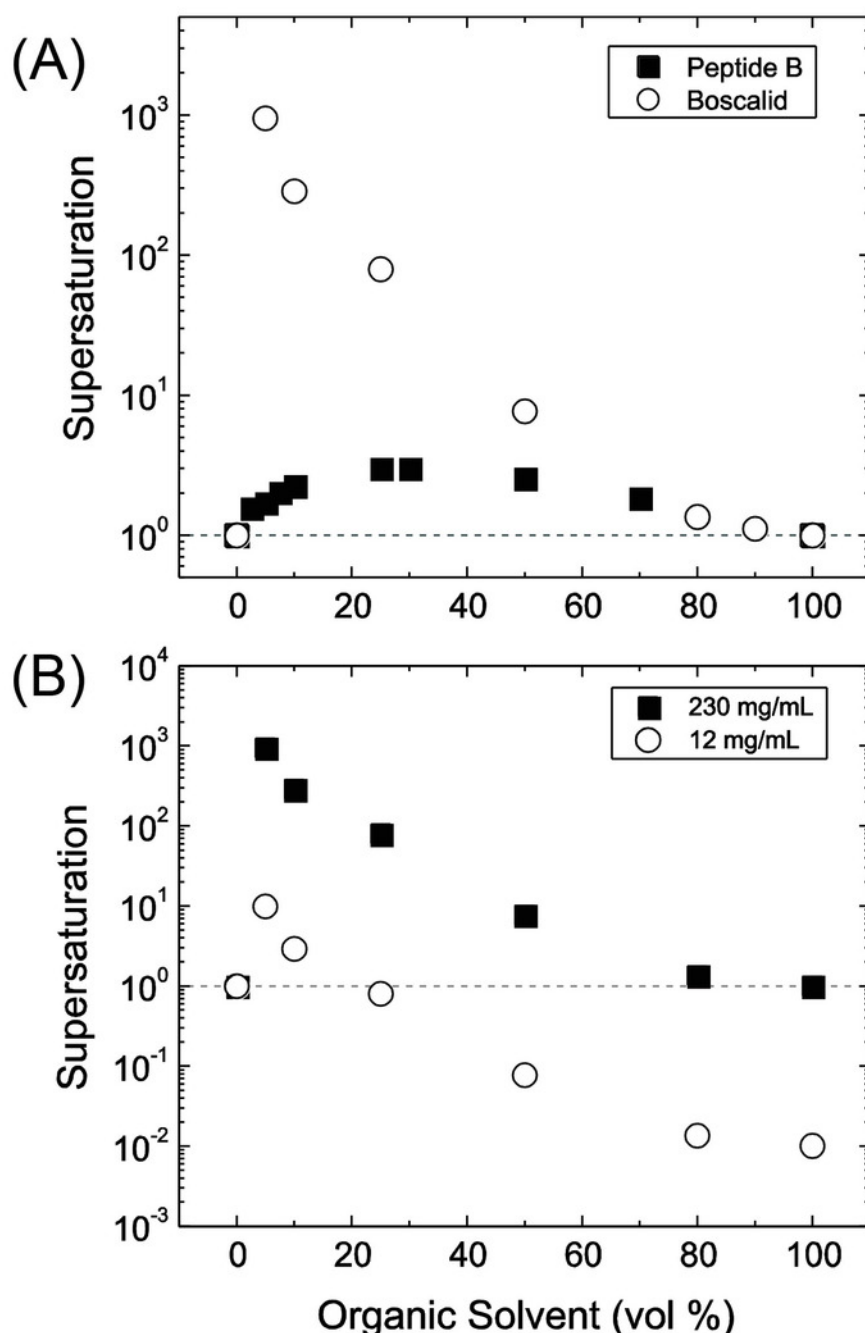 (A)
Peptide B
Boscalid
Supersaturation
10^3
10^2
10^1
10^0
0 20 40 60 80 100
(B)
230 mg/mL
12 mg/mL
Supersaturation
10^4
10^3
10^2
10^1
10^0
10^-1
10^-2
10^-3
0 20 40 60 80 100
Organic Solvent (vol %)